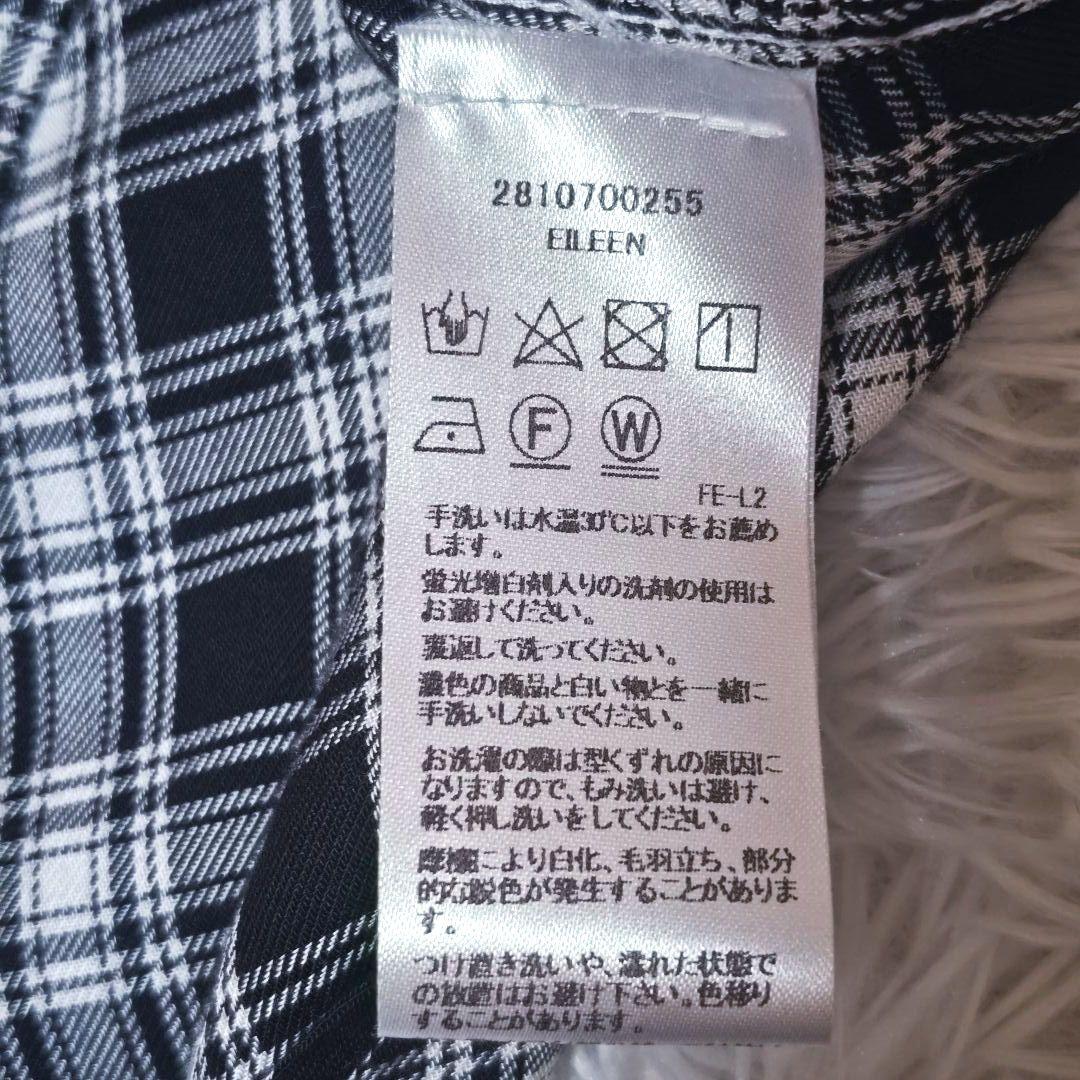 2810700255
EILEEN
F W
FE-L2
手洗いは水温30℃以下をお薦め
します。
蛍光増白剤入りの洗剤の使用は
お避けください。
裏返して洗ってください。
濃色の商品と白い物とを一緒に
手洗いしないでください。
お洗濯の際は型くずれの原因に
なりますので、もみ洗いは避け、
軽く押し洗いをしてください。
摩擦により白化、毛羽立ち、部分
的な脱色が発生することがありま
す。
つけ置き洗いや、濡れた状態で
の放置はお避け下さい。色移り
することがあります。